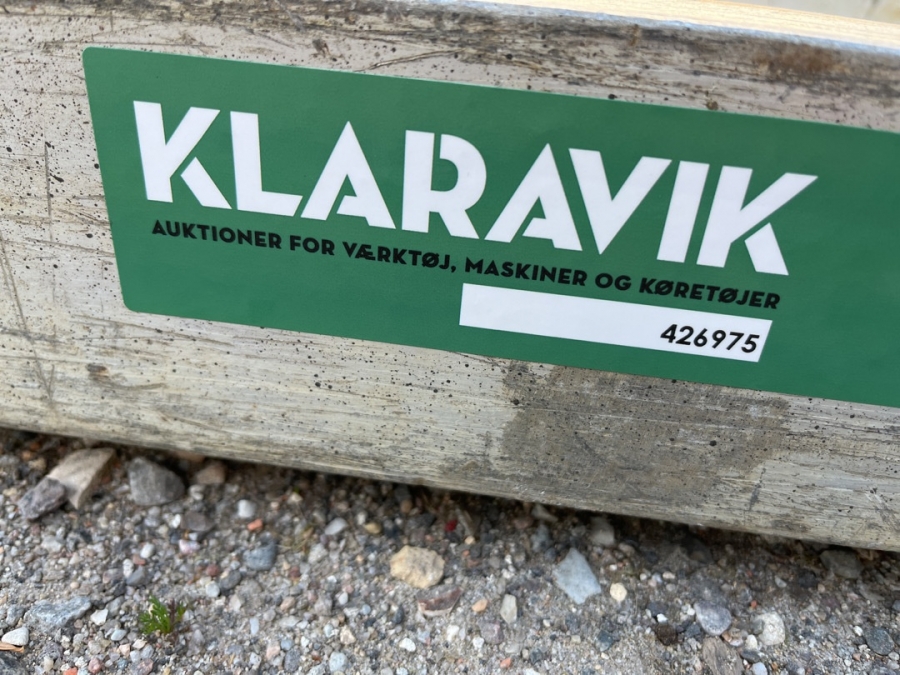 KLARAVIK
AUKTIONER FOR VÆRKTØJ, MASKINER OG KØRETØJER
426975